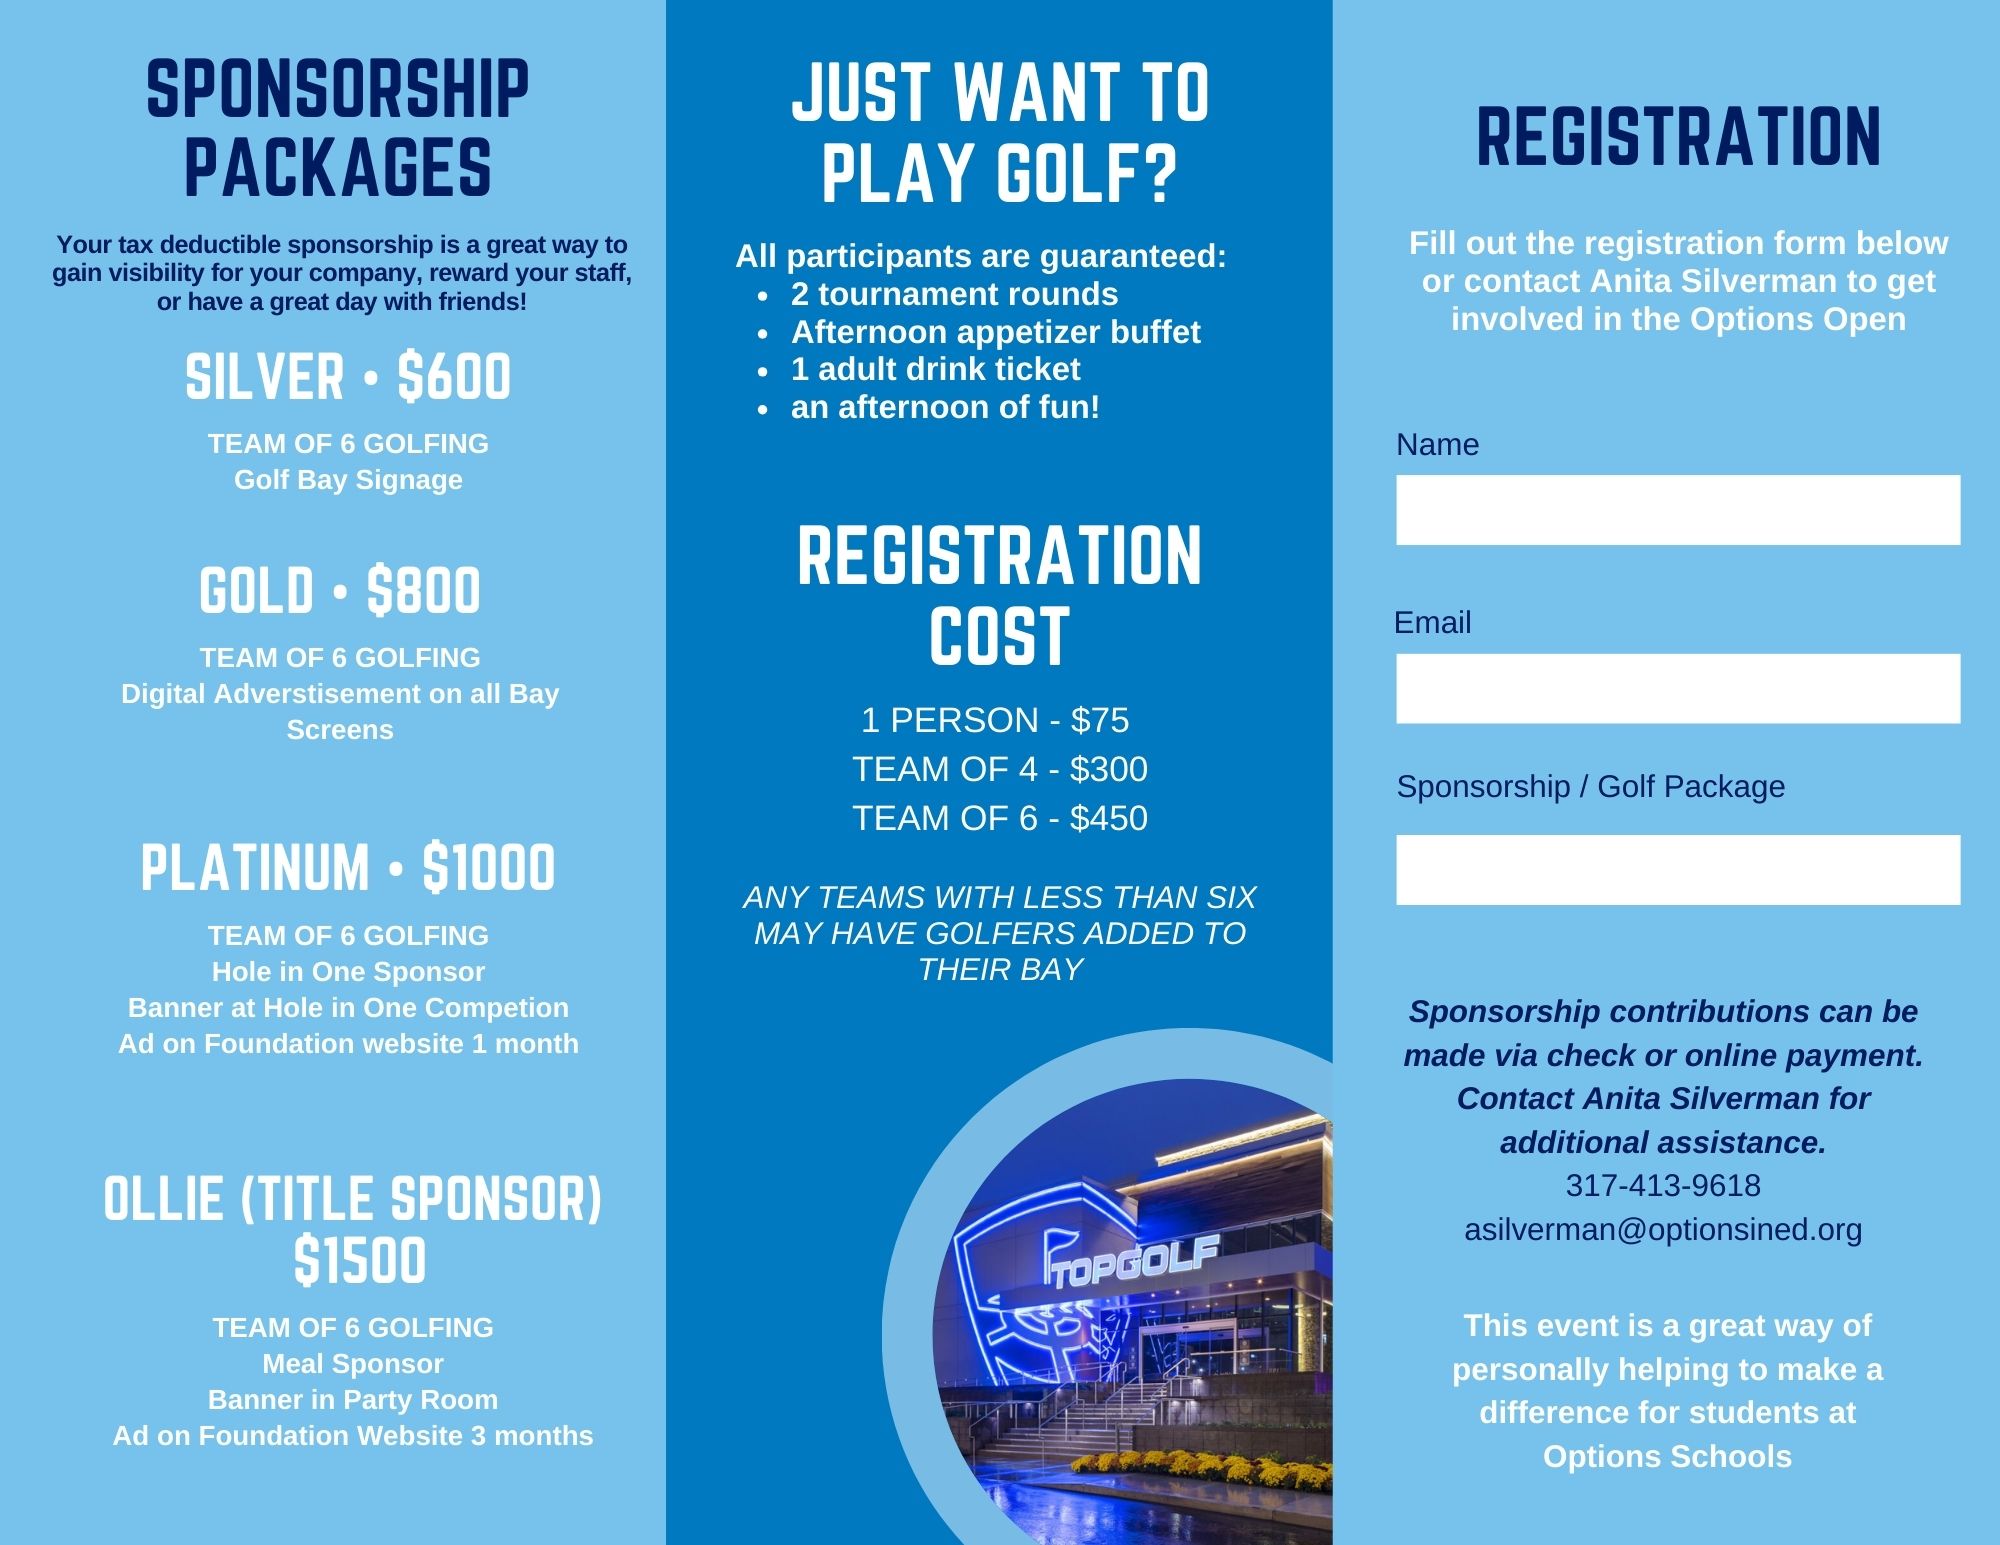 SPONSORSHIP
PACKAGES
Your tax deductible sponsorship is a great way to
gain visibility for your company, reward your staff,
or have a great day with friends!
SILVER • $600
TEAM OF 6 GOLFING
Golf Bay Signage
GOLD • $800
TEAM OF 6 GOLFING
Digital Adverstisement on all Bay
Screens
PLATINUM • $1000
TEAM OF 6 GOLFING
Hole in One Sponsor
Banner at Hole in One Competion
Ad on Foundation website 1 month
OLLIE (TITLE SPONSOR)
$1500
TEAM OF 6 GOLFING
Meal Sponsor
Banner in Party Room
Ad on Foundation Website 3 months
JUST WANT TO
PLAY GOLF?
All participants are guaranteed:
• 2 tournament rounds
• Afternoon appetizer buffet
• 1 adult drink ticket
• an afternoon of fun!
REGISTRATION
COST
1 PERSON - $75
TEAM OF 4 - $300
TEAM OF 6 - $450
ANY TEAMS WITH LESS THAN SIX
MAY HAVE GOLFERS ADDED TO
THEIR BAY
TOPGOLF
REGISTRATION
Fill out the registration form below
or contact Anita Silverman to get
involved in the Options Open
Name
Email
Sponsorship / Golf Package
Sponsorship contributions can be
made via check or online payment.
Contact Anita Silverman for
additional assistance.
317-413-9618
asilverman@optionsined.org
This event is a great way of
personally helping to make a
difference for students at
Options Schools